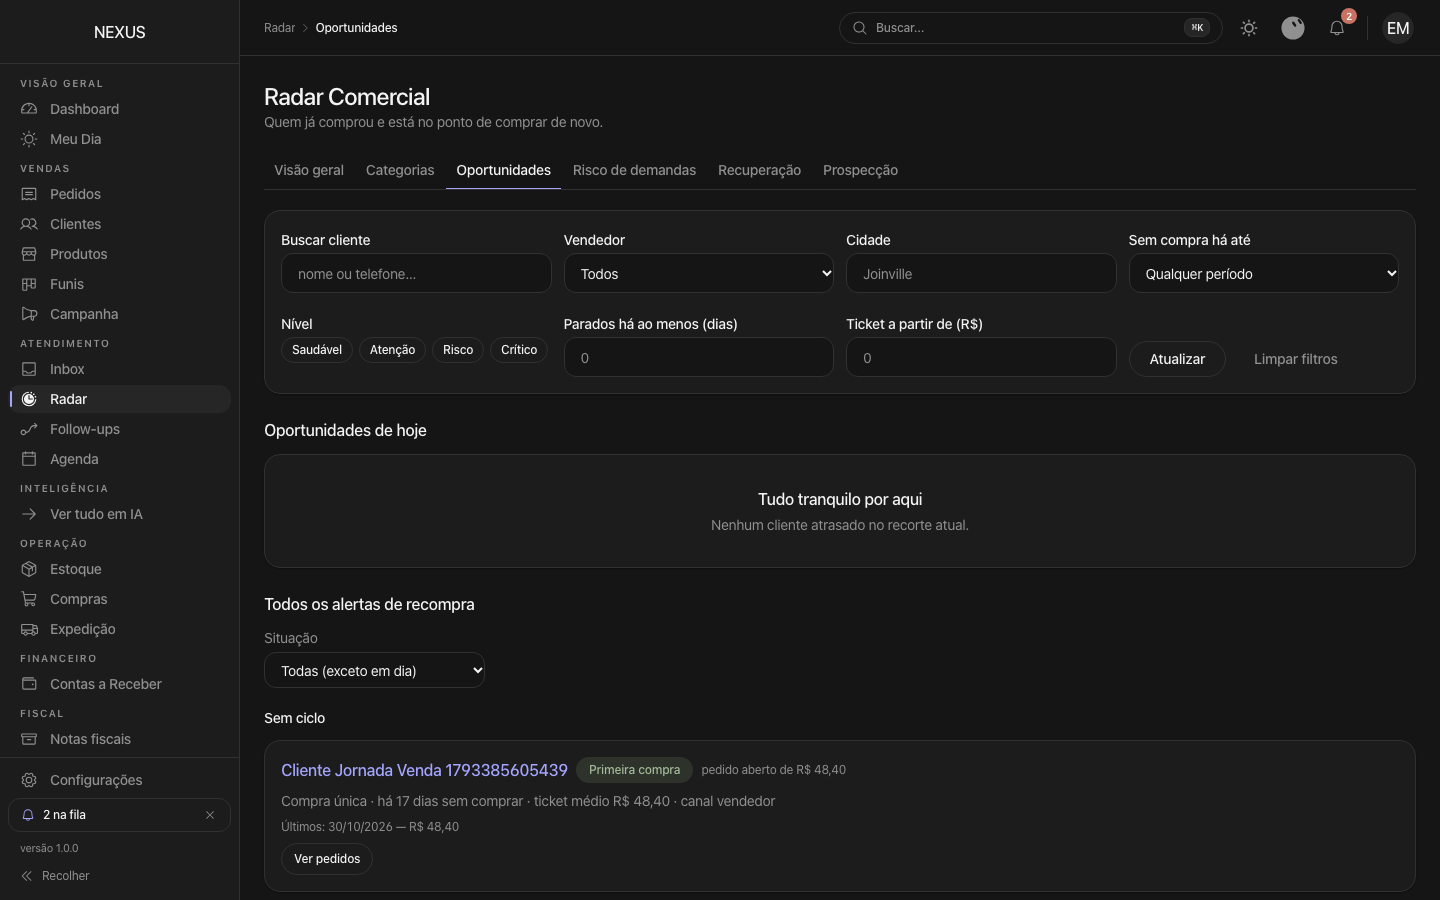 NEXUS
VISÃO GERAL
Dashboard
Meu Dia
VENDAS
Pedidos
Clientes
Produtos
Funis
Campanha
ATENDIMENTO
Inbox
Radar
Follow-ups
Agenda
INTELIGÊNCIA
Ver tudo em IA
OPERAÇÃO
Estoque
Compras
Expedição
FINANCEIRO
Contas a Receber
FISCAL
Notas fiscais
Configurações
2 na fila
versão 1.0.0
Recolher
Radar Oportunidades
Buscar... ⌘K
2
EM
Radar Comercial
Quem já comprou e está no ponto de comprar de novo.
Visão geral Categorias Oportunidades Risco de demandas Recuperação Prospecção
Buscar cliente Vendedor Cidade Sem compra há até
nome ou telefone... Todos Joinville Qualquer período
Nível Parados há ao menos (dias) Ticket a partir de (R$)
Saudável Atenção Risco Crítico 0 0 Atualizar Limpar filtros
Oportunidades de hoje
Tudo tranquilo por aqui
Nenhum cliente atrasado no recorte atual.
Todos os alertas de recompra
Situação
Todas (exceto em dia)
Sem ciclo
Cliente Jornada Venda 1793385605439 Primeira compra pedido aberto de R$ 48,40
Compra única · há 17 dias sem comprar · ticket médio R$ 48,40 · canal vendedor
Últimos: 30/10/2026 — R$ 48,40
Ver pedidos